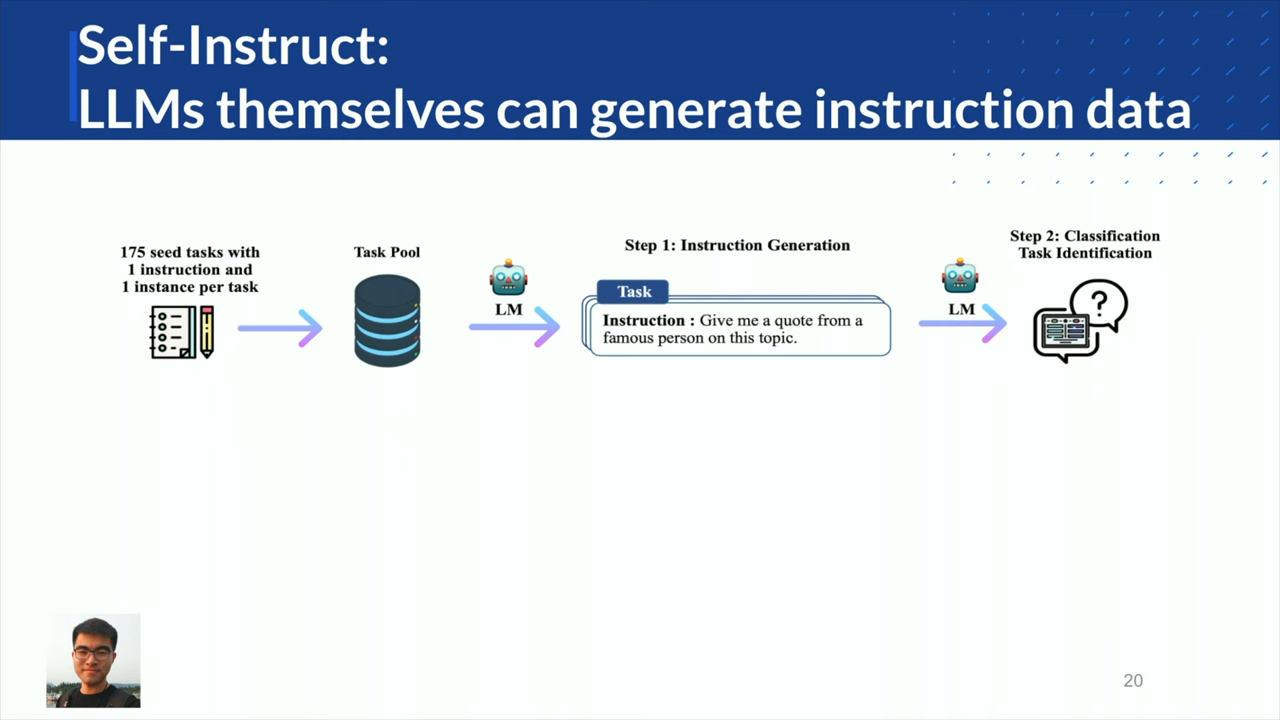 Self-Instruct:
LLMs themselves can generate instruction data
175 seed tasks with
1 instruction and
1 instance per task
Task Pool
LM
Step 1: Instruction Generation
Task
Instruction : Give me a quote from a
famous person on this topic.
LM
Step 2: Classification
Task Identification
?
20